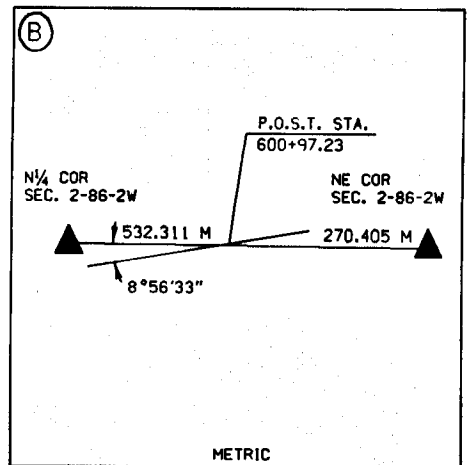 B
P.O.S.T. STA.
600+97.23
N¼ COR
SEC. 2-86-2W
NE COR
SEC. 2-86-2W
532.311 M
270.405 M
8°56'33"
METRIC